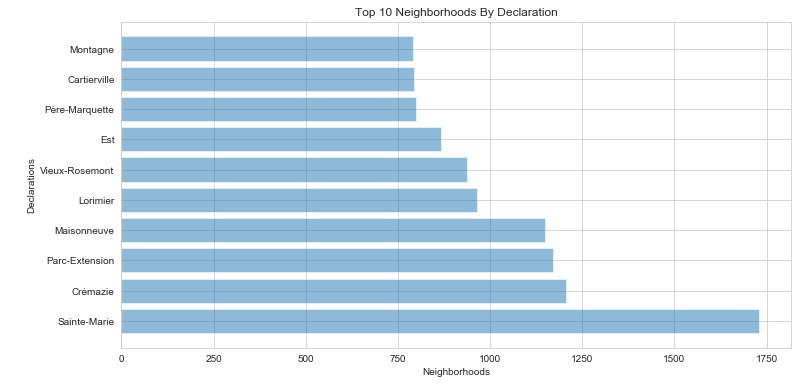 Top 10 Neighborhoods By Declaration
Montagne
Cartierville
Père-Marquette
Est
Vieux-Rosemont
Lorimier
Maisonneuve
Parc-Extension
Crémazie
Sainte-Marie
Declarations
0 250 500 750 1000 1250 1500 1750
Neighborhoods